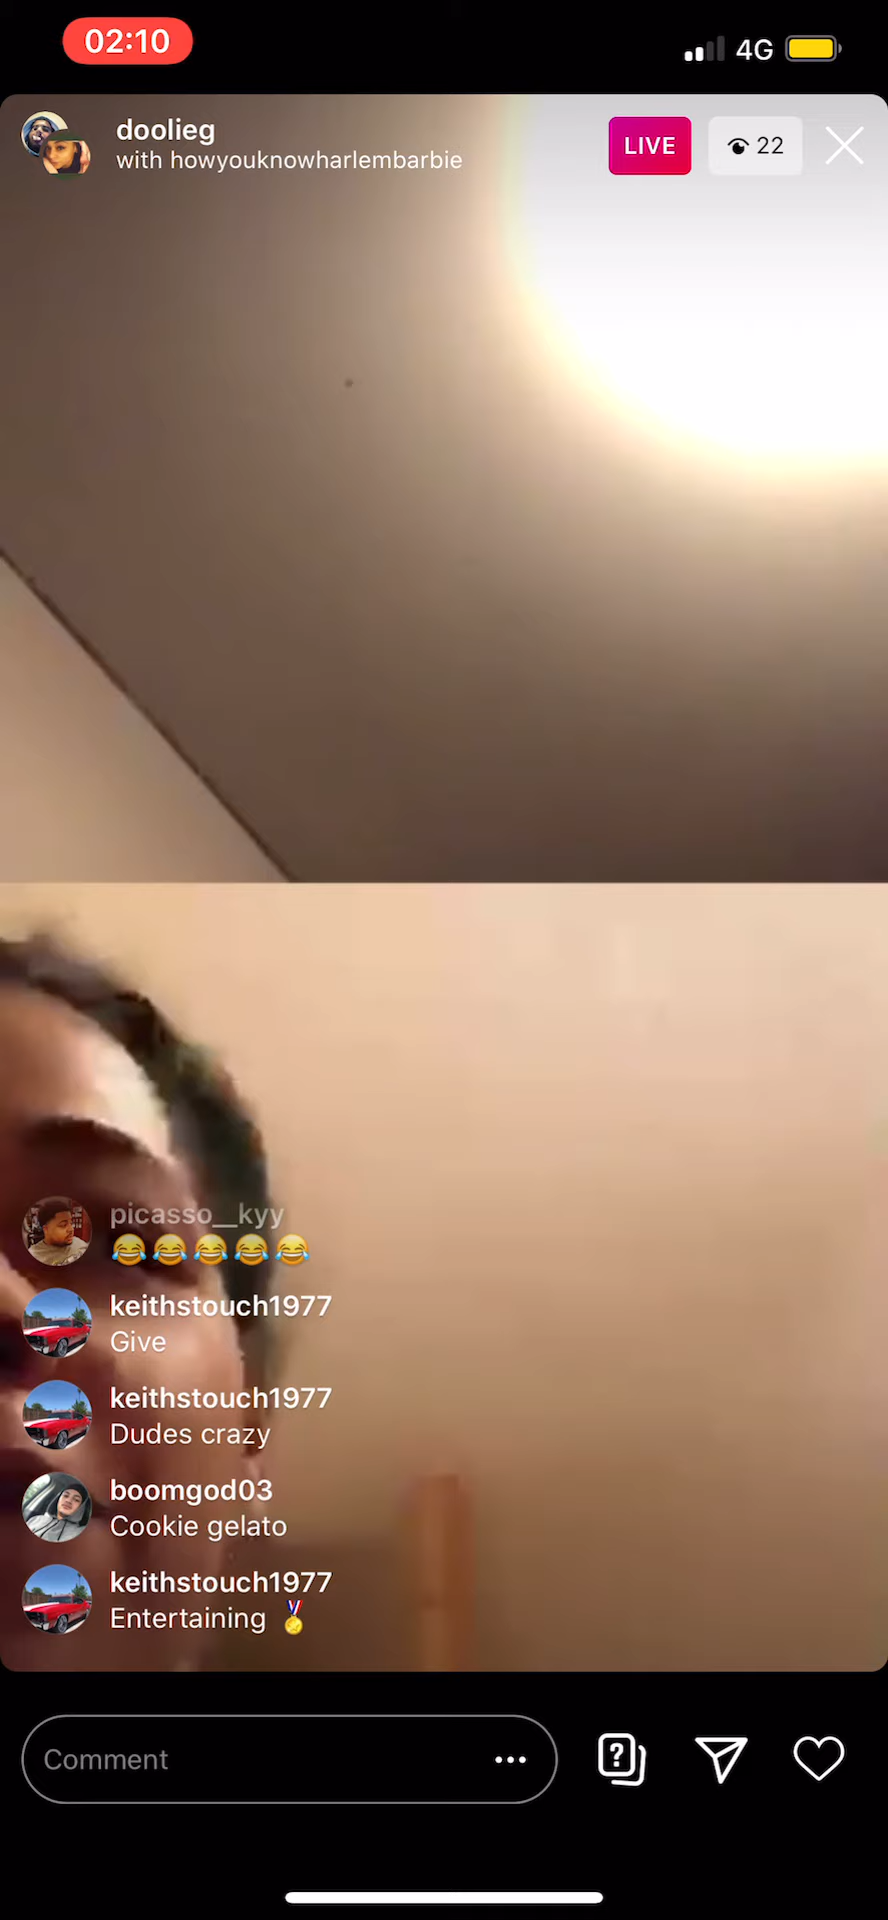 02:10
4G
doolieg
with howyouknowharlembarbie
LIVE
22
picasso__kyy
😂😂😂😂😂
keithstouch1977
Give
keithstouch1977
Dudes crazy
boomgod03
Cookie gelato
keithstouch1977
Entertaining 🏅
Comment